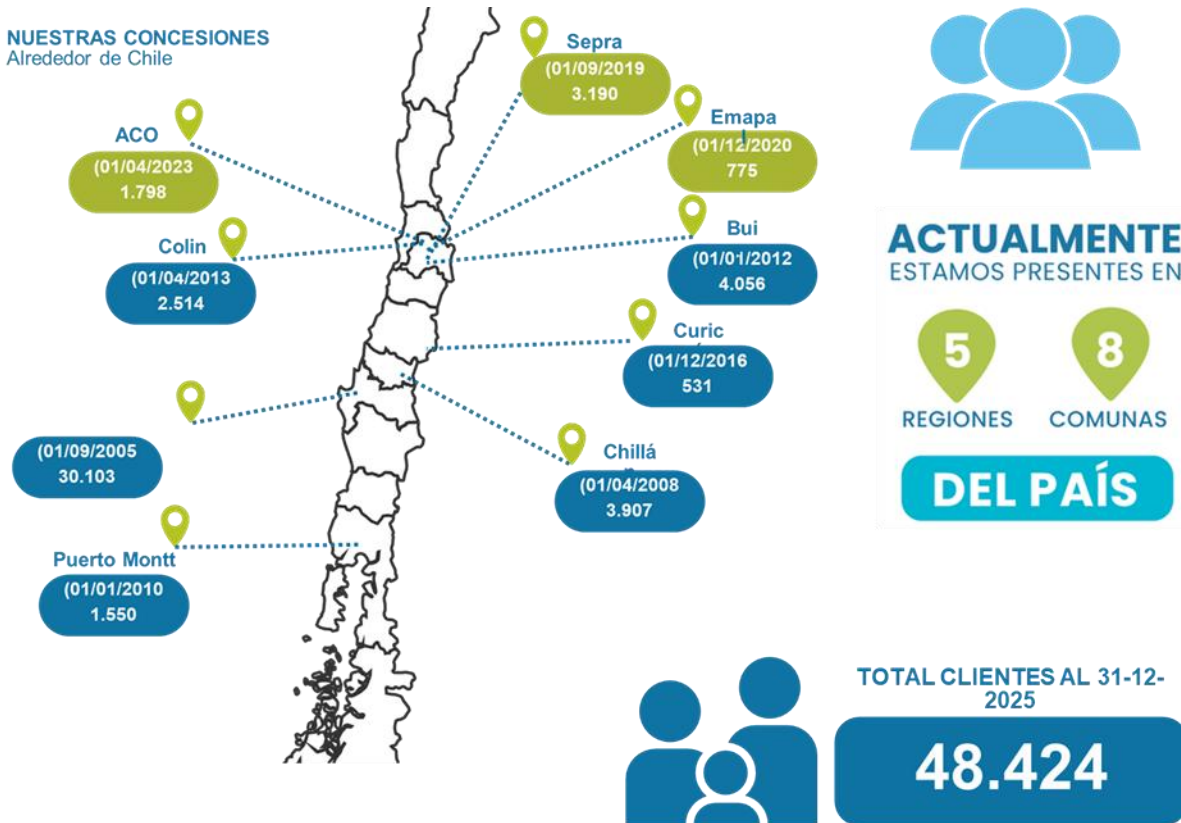 NUESTRAS CONCESIONES
Alrededor de Chile
Sepra
(01/09/2019
3.190
Emapa
(01/12/2020
775
ACO
(01/04/2023
1.798
Colin
(01/04/2013
2.514
Bui
(01/01/2012
4.056
Curic
(01/12/2016
531
(01/09/2005
30.103
Chillá
(01/04/2008
3.907
Puerto Montt
(01/01/2010
1.550
ACTUALMENTE
ESTAMOS PRESENTES EN
5
8
REGIONES
COMUNAS
DEL PAÍS
TOTAL CLIENTES AL 31-12-
2025
48.424